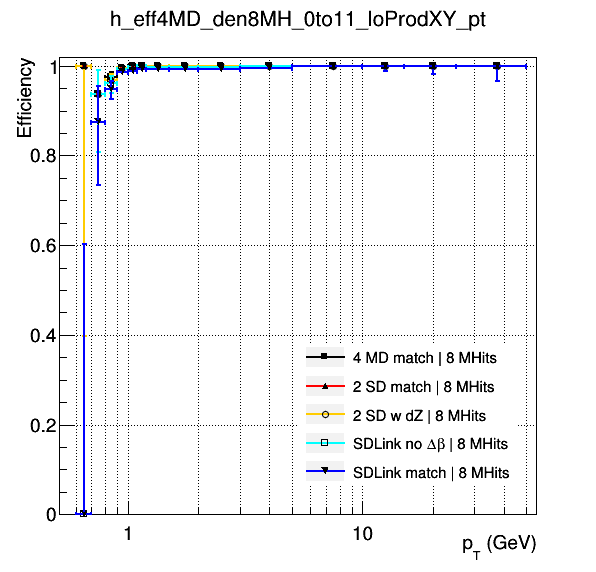 h_eff4MD_den8MH_0to11_loProdXY_pt
Efficiency
1
0.8
0.6
0.4
0.2
0
4 MD match | 8 MHits
2 SD match | 8 MHits
2 SD w dZ | 8 MHits
SDLink no Δβ | 8 MHits
SDLink match | 8 MHits
1
10
p_T (GeV)